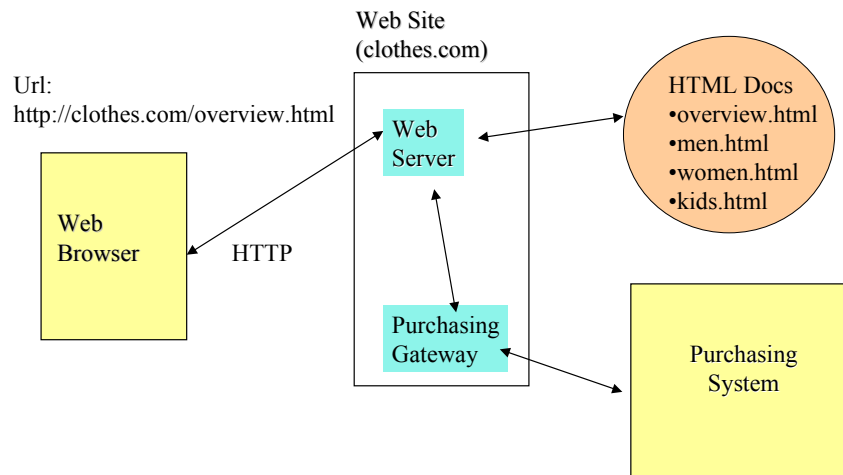 Web Site
(clothes.com)
Url:
http://clothes.com/overview.html
Web
Browser
HTTP
Web
Server
Purchasing
Gateway
HTML Docs
•overview.html
•men.html
•women.html
•kids.html
Purchasing
System